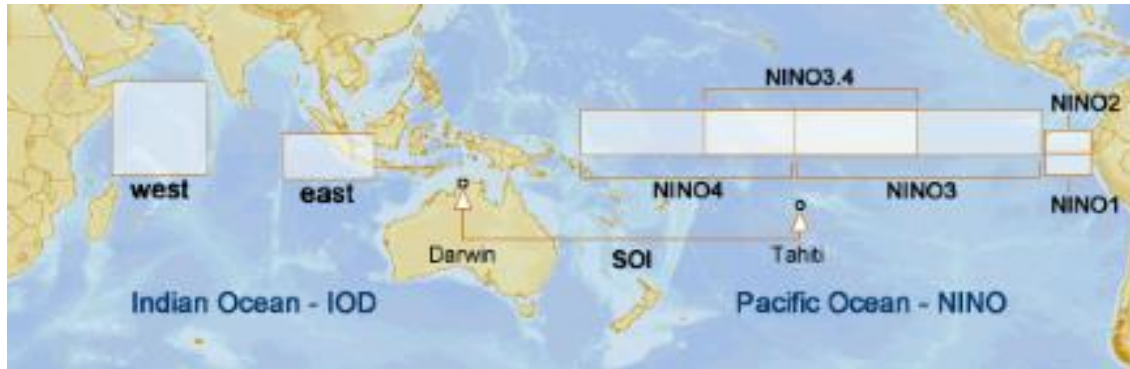 NINO3.4
NINO2
west
east
NINO4
NINO3
NINO1
Darwin
SOI
Tahiti
Indian Ocean - IOD
Pacific Ocean - NINO